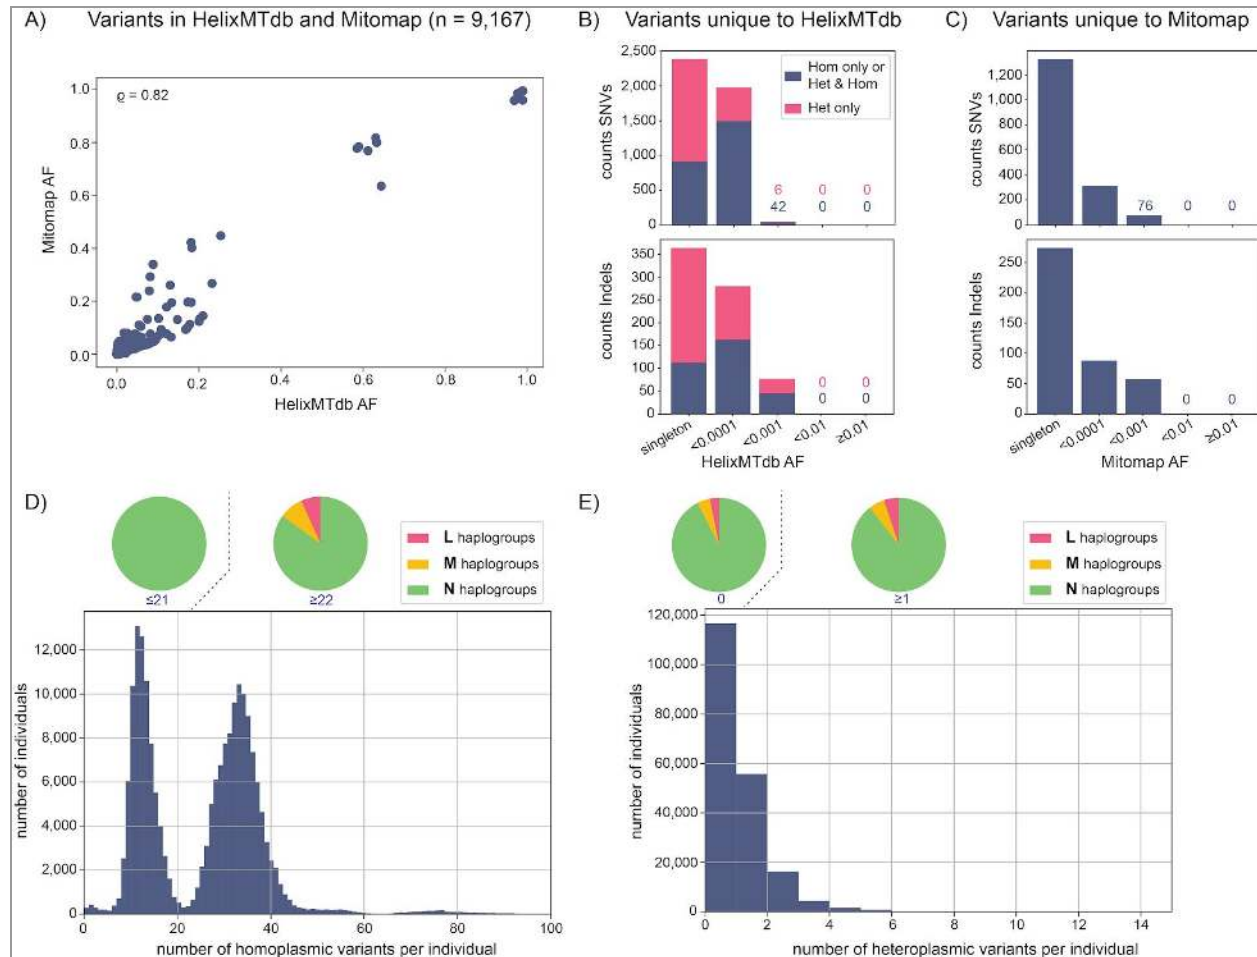 A) Variants in HelixMTdb and Mitomap (n = 9,167)
ϱ = 0.82
1.0
0.8
0.6
0.4
0.2
0.0
Mitomap AF
0.0 0.2 0.4 0.6 0.8 1.0
HelixMTdb AF
B) Variants unique to HelixMTdb
2,500
2,000
1,500
1,000
500
0
counts SNVs
Hom only or
Het & Hom
Het only
6 0 0
42 0 0
350
300
250
200
150
100
50
0
counts Indels
0 0
0 0
singleton <0.0001 <0.001 <0.01 ≥0.01
HelixMTdb AF
C) Variants unique to Mitomap
1,200
1,000
800
600
400
200
0
counts SNVs
76 0 0
250
200
150
100
50
0
counts Indels
0 0
singleton <0.0001 <0.001 <0.01 ≥0.01
Mitomap AF
D)
L haplogroups
M haplogroups
N haplogroups
≤21 ≥22
12,000
10,000
8,000
6,000
4,000
2,000
0
number of individuals
0 20 40 60 80 100
number of homoplasmic variants per individual
E)
L haplogroups
M haplogroups
N haplogroups
0 ≥1
120,000
100,000
80,000
60,000
40,000
20,000
0
number of individuals
0 2 4 6 8 10 12 14
number of heteroplasmic variants per individual